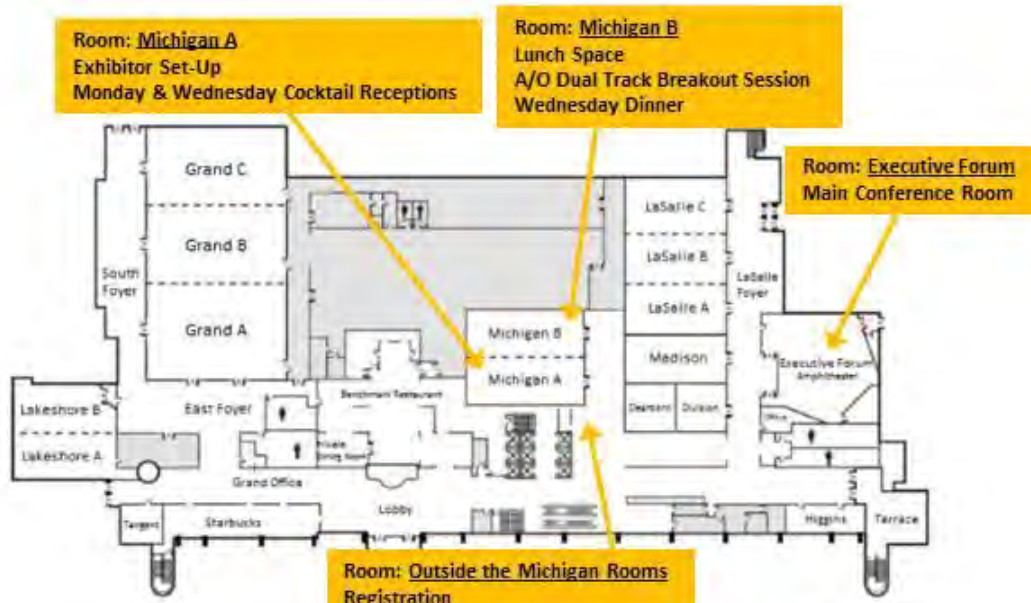 Room: Michigan A
Exhibitor Set-Up
Monday & Wednesday Cocktail Receptions
Room: Michigan B
Lunch Space
A/O Dual Track Breakout Session
Wednesday Dinner
Room: Executive Forum
Main Conference Room
Grand C
Grand B
Grand A
South
Foyer
LaSalle C
LaSalle B
LaSalle A
LaSalle
Foyer
Michigan B
Michigan A
Madison
Executive Forum
Amphitheater
Benchmark Restaurant
Dearborn
Division
Office
Lakeshore B
Lakeshore A
East Foyer
Private
Dining Room
Grand Office
Lobby
Tangent
Starbucks
Higgins
Terrace
Room: Outside the Michigan Rooms
Registration